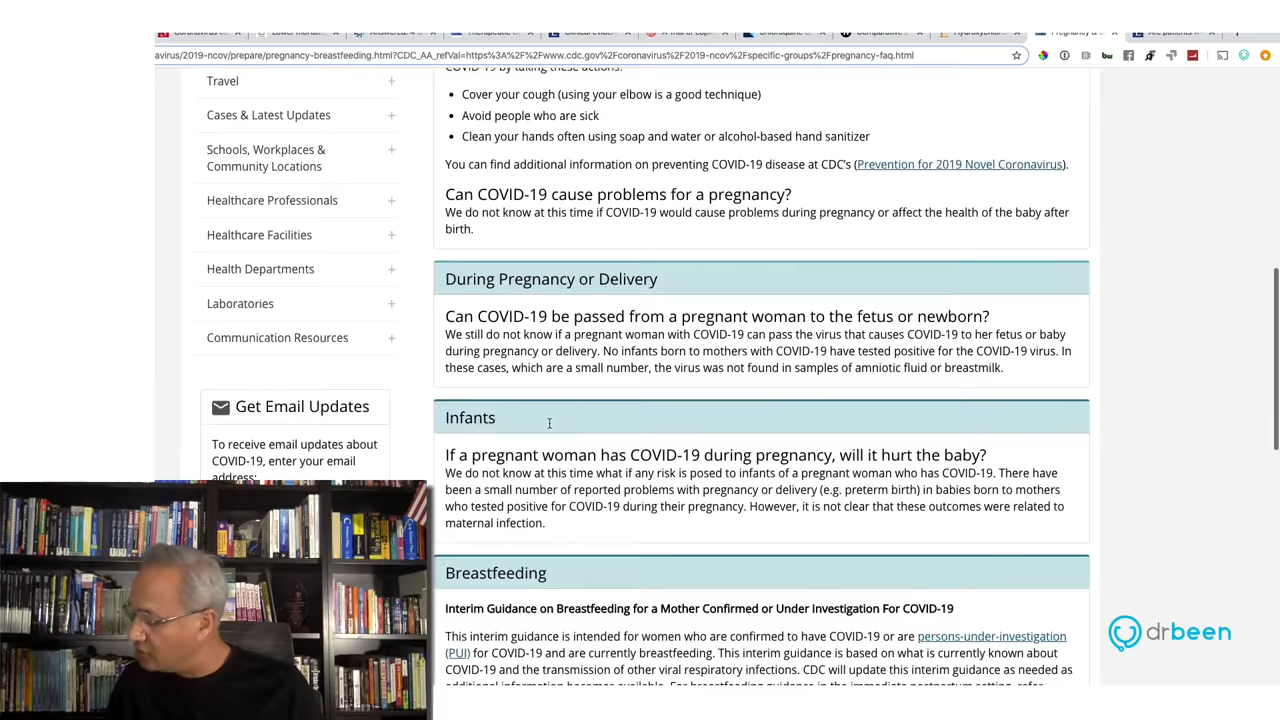 avirus/2019-ncov/prepare/pregnancy-breastfeeding.html?CDC_AA_refVal=https%3A%2F%2Fwww.cdc.gov%2Fcoronavirus%2F2019-ncov%2Fspecific-groups%2Fpregnancy-faq.html
Travel
Cases & Latest Updates
Schools, Workplaces &
Community Locations
Healthcare Professionals
Healthcare Facilities
Health Departments
Laboratories
Communication Resources
Get Email Updates
To receive email updates about
COVID-19, enter your email
address:
COVID-19 by taking these actions:
• Cover your cough (using your elbow is a good technique)
• Avoid people who are sick
• Clean your hands often using soap and water or alcohol-based hand sanitizer
You can find additional information on preventing COVID-19 disease at CDC's (Prevention for 2019 Novel Coronavirus).
Can COVID-19 cause problems for a pregnancy?
We do not know at this time if COVID-19 would cause problems during pregnancy or affect the health of the baby after
birth.
During Pregnancy or Delivery
Can COVID-19 be passed from a pregnant woman to the fetus or newborn?
We still do not know if a pregnant woman with COVID-19 can pass the virus that causes COVID-19 to her fetus or baby
during pregnancy or delivery. No infants born to mothers with COVID-19 have tested positive for the COVID-19 virus. In
these cases, which are a small number, the virus was not found in samples of amniotic fluid or breastmilk.
Infants
If a pregnant woman has COVID-19 during pregnancy, will it hurt the baby?
We do not know at this time what if any risk is posed to infants of a pregnant woman who has COVID-19. There have
been a small number of reported problems with pregnancy or delivery (e.g. preterm birth) in babies born to mothers
who tested positive for COVID-19 during their pregnancy. However, it is not clear that these outcomes were related to
maternal infection.
Breastfeeding
Interim Guidance on Breastfeeding for a Mother Confirmed or Under Investigation For COVID-19
This interim guidance is intended for women who are confirmed to have COVID-19 or are persons-under-investigation
(PUI) for COVID-19 and are currently breastfeeding. This interim guidance is based on what is currently known about
COVID-19 and the transmission of other viral respiratory infections. CDC will update this interim guidance as needed as
drbeen